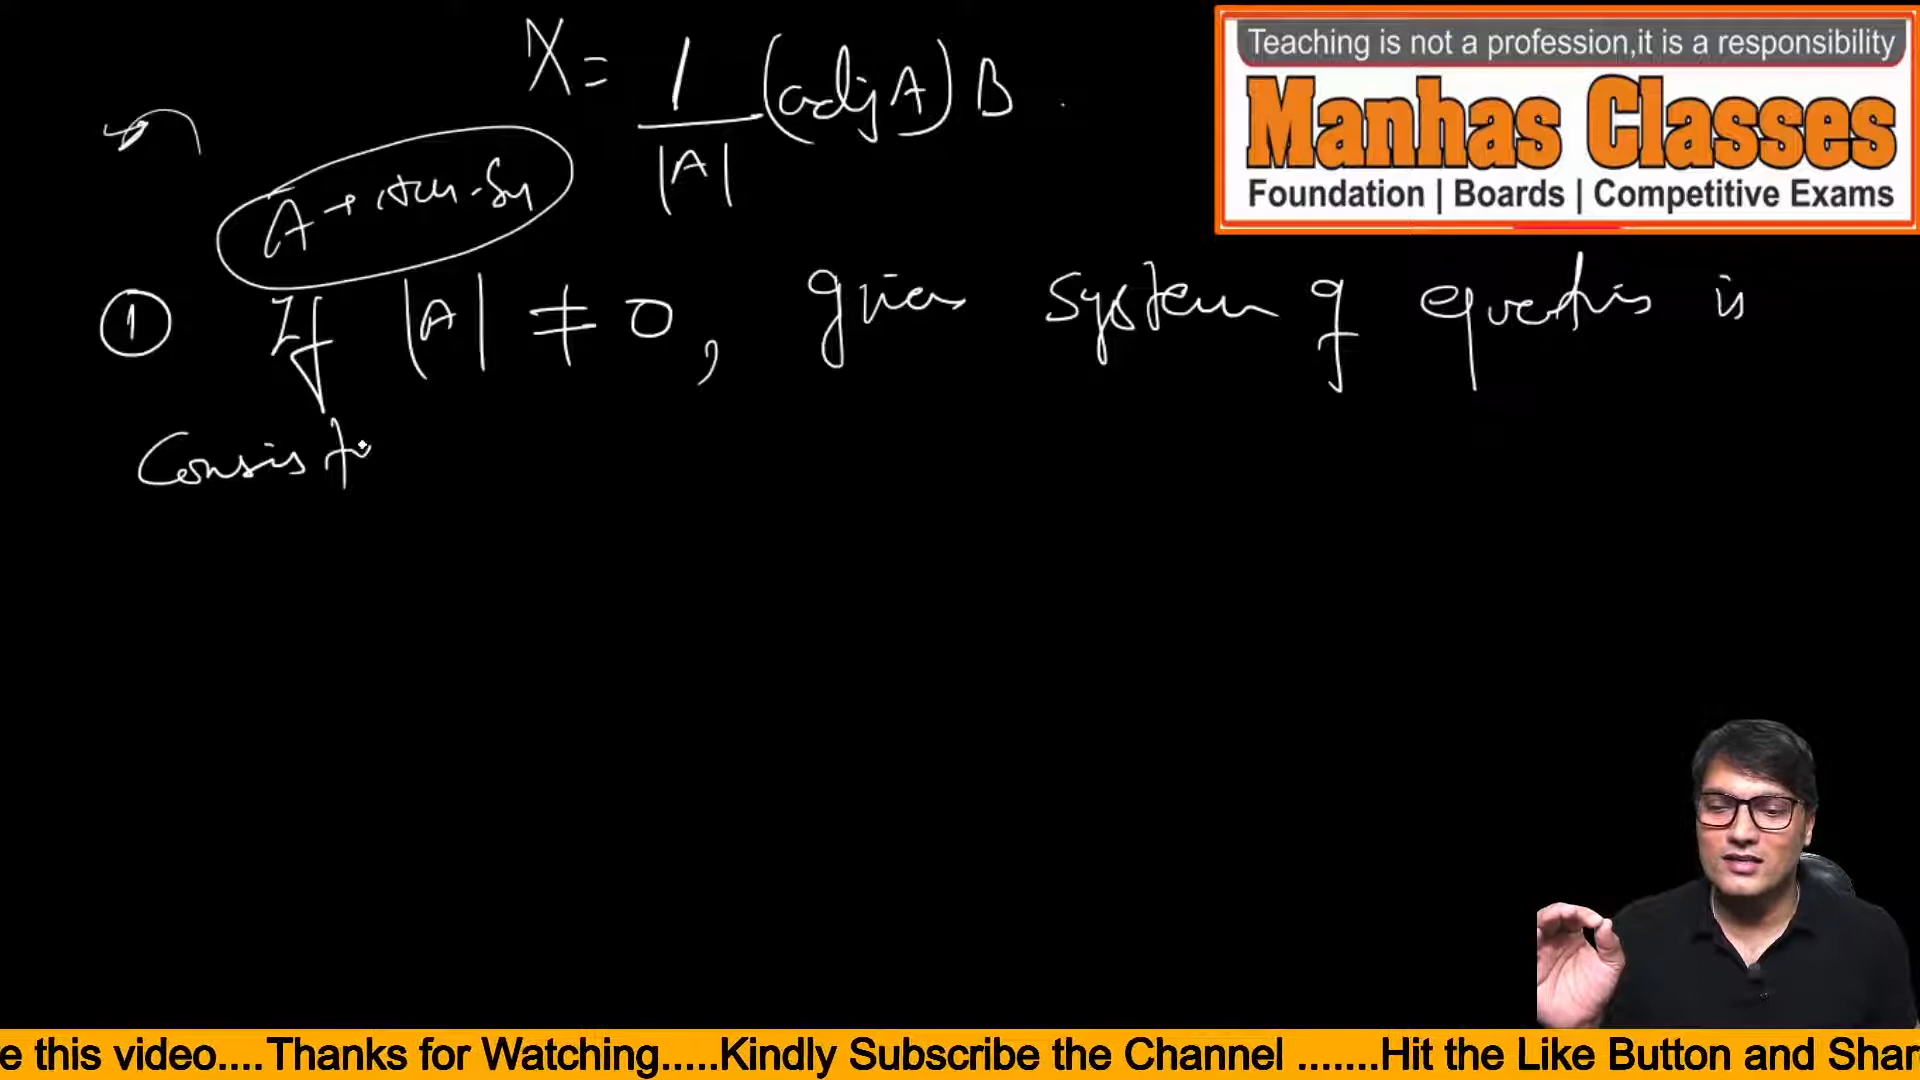 X = 1/|A| (adj A) B
A → non-Sn
① If |A| ≠ 0, given system of equations is
Consist
Teaching is not a profession,it is a responsibility
Manhas Classes
Foundation | Boards | Competitive Exams
e this video....Thanks for Watching.....Kindly Subscribe the Channel .......Hit the Like Button and Shar